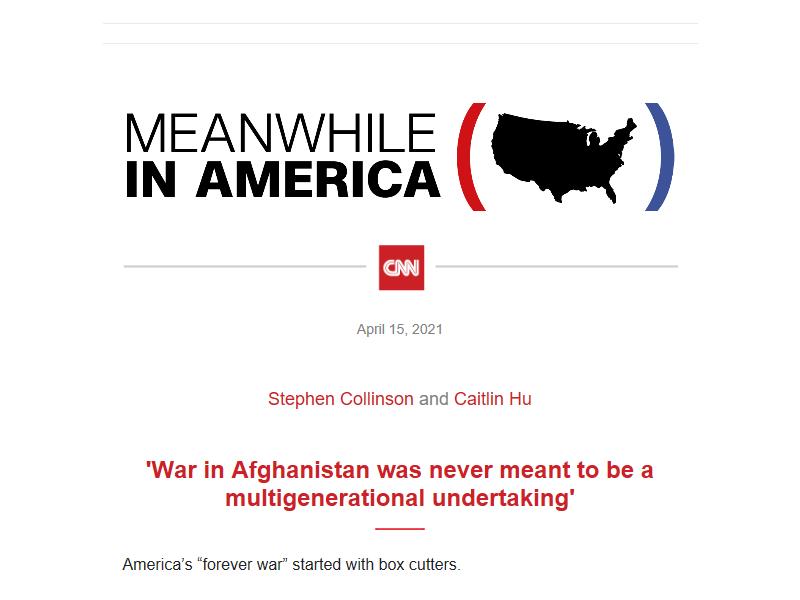 MEANWHILE
IN AMERICA
CNN
April 15, 2021
Stephen Collinson and Caitlin Hu
'War in Afghanistan was never meant to be a
multigenerational undertaking'
America’s “forever war” started with box cutters.